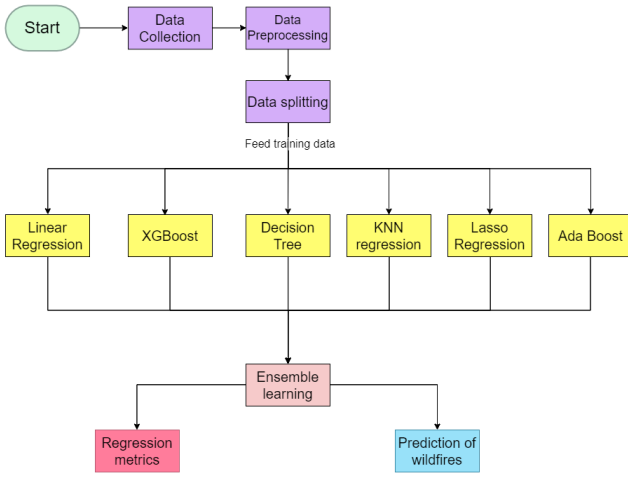 Start
Data
Collection
Data
Preprocessing
Data splitting
Feed training data
Linear
Regression
XGBoost
Decision
Tree
KNN
regression
Lasso
Regression
Ada Boost
Ensemble
learning
Regression
metrics
Prediction of
wildfires